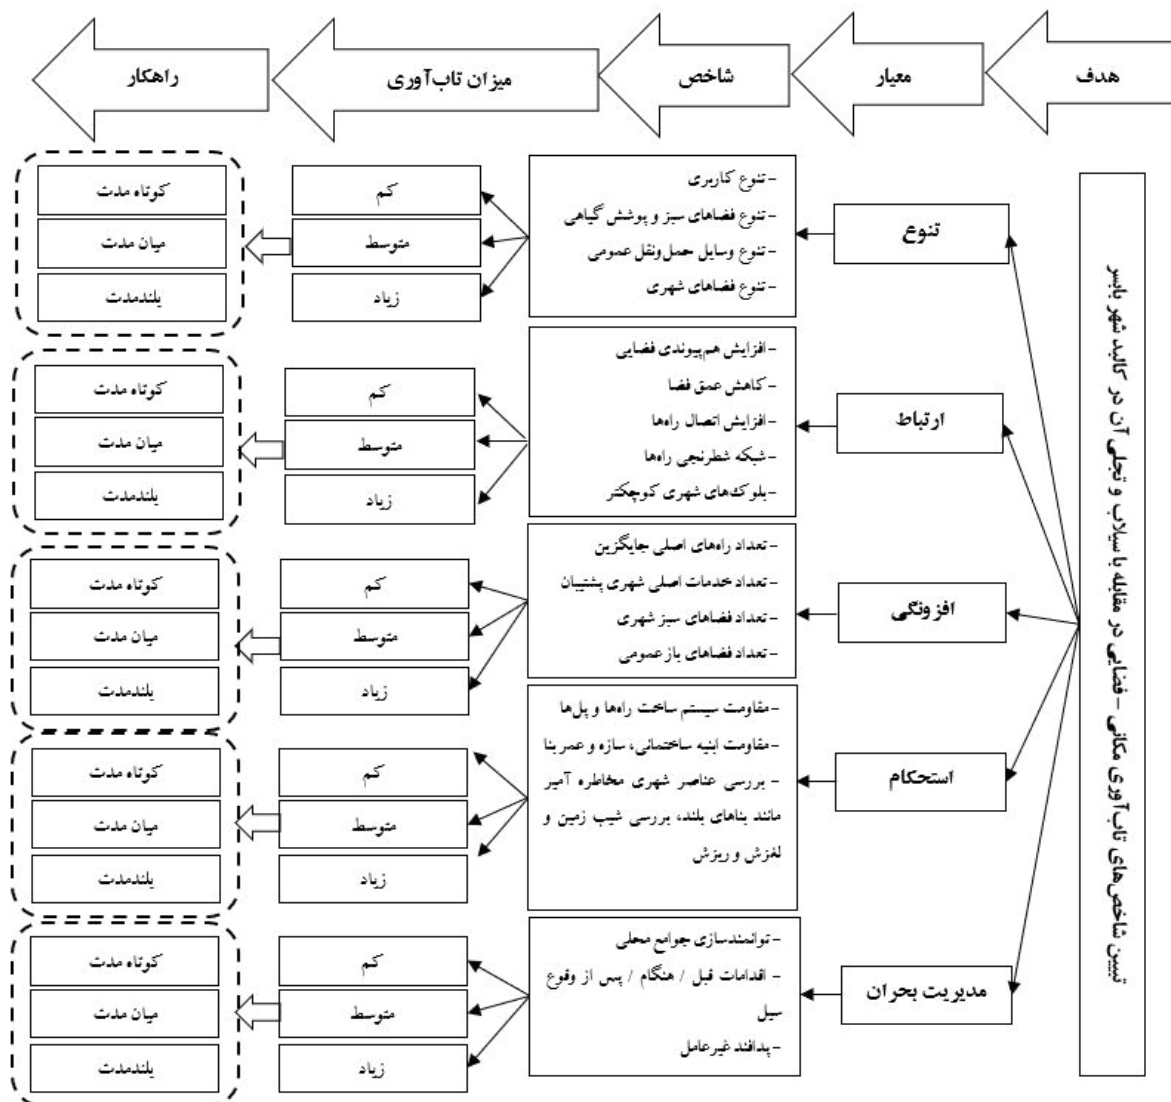 هدف
معیار
شاخص
میزان تاب‌آوری
راهکار
تبیین شاخص‌های تاب‌آوری مکانی – فضایی در مقابله با سیلاب و تجلی آن در کالبد شهر بابلسر
تنوع
-تنوع کاربری
-تنوع فضاهای سبز و پوشش گیاهی
-تنوع وسایل حمل‌ونقل عمومی
-تنوع فضاهای شهری
کم
متوسط
زیاد
کوتاه مدت
میان مدت
بلندمدت
ارتباط
-افزایش هم‌پیوندی فضایی
-کاهش عمق فضا
-افزایش اتصال راه‌ها
-شبکه شطرنجی راه‌ها
-بلوک‌های شهری کوچکتر
کم
متوسط
زیاد
کوتاه مدت
میان مدت
بلندمدت
افزونگی
-تعداد راه‌های اصلی جایگزین
-تعداد خدمات اصلی شهری پشتیبان
-تعداد فضاهای سبز شهری
-تعداد فضاهای باز عمومی
کم
متوسط
زیاد
کوتاه مدت
میان مدت
بلندمدت
استحکام
-مقاومت سیستم ساخت راه‌ها و پل‌ها
-مقاومت ابنیه ساختمانی، سازه و عمر بنا
- بررسی عناصر شهری مخاطره آمیر
مانند بناهای بلند، بررسی شیب زمین و
لغزش و ریزش
کم
متوسط
زیاد
کوتاه مدت
میان مدت
بلندمدت
مدیریت بحران
-توانمندسازی جوامع محلی
- اقدامات قبل / هنگام / پس از وقوع
سیل
-پدافند غیرعامل
کم
متوسط
زیاد
کوتاه مدت
میان مدت
بلندمدت